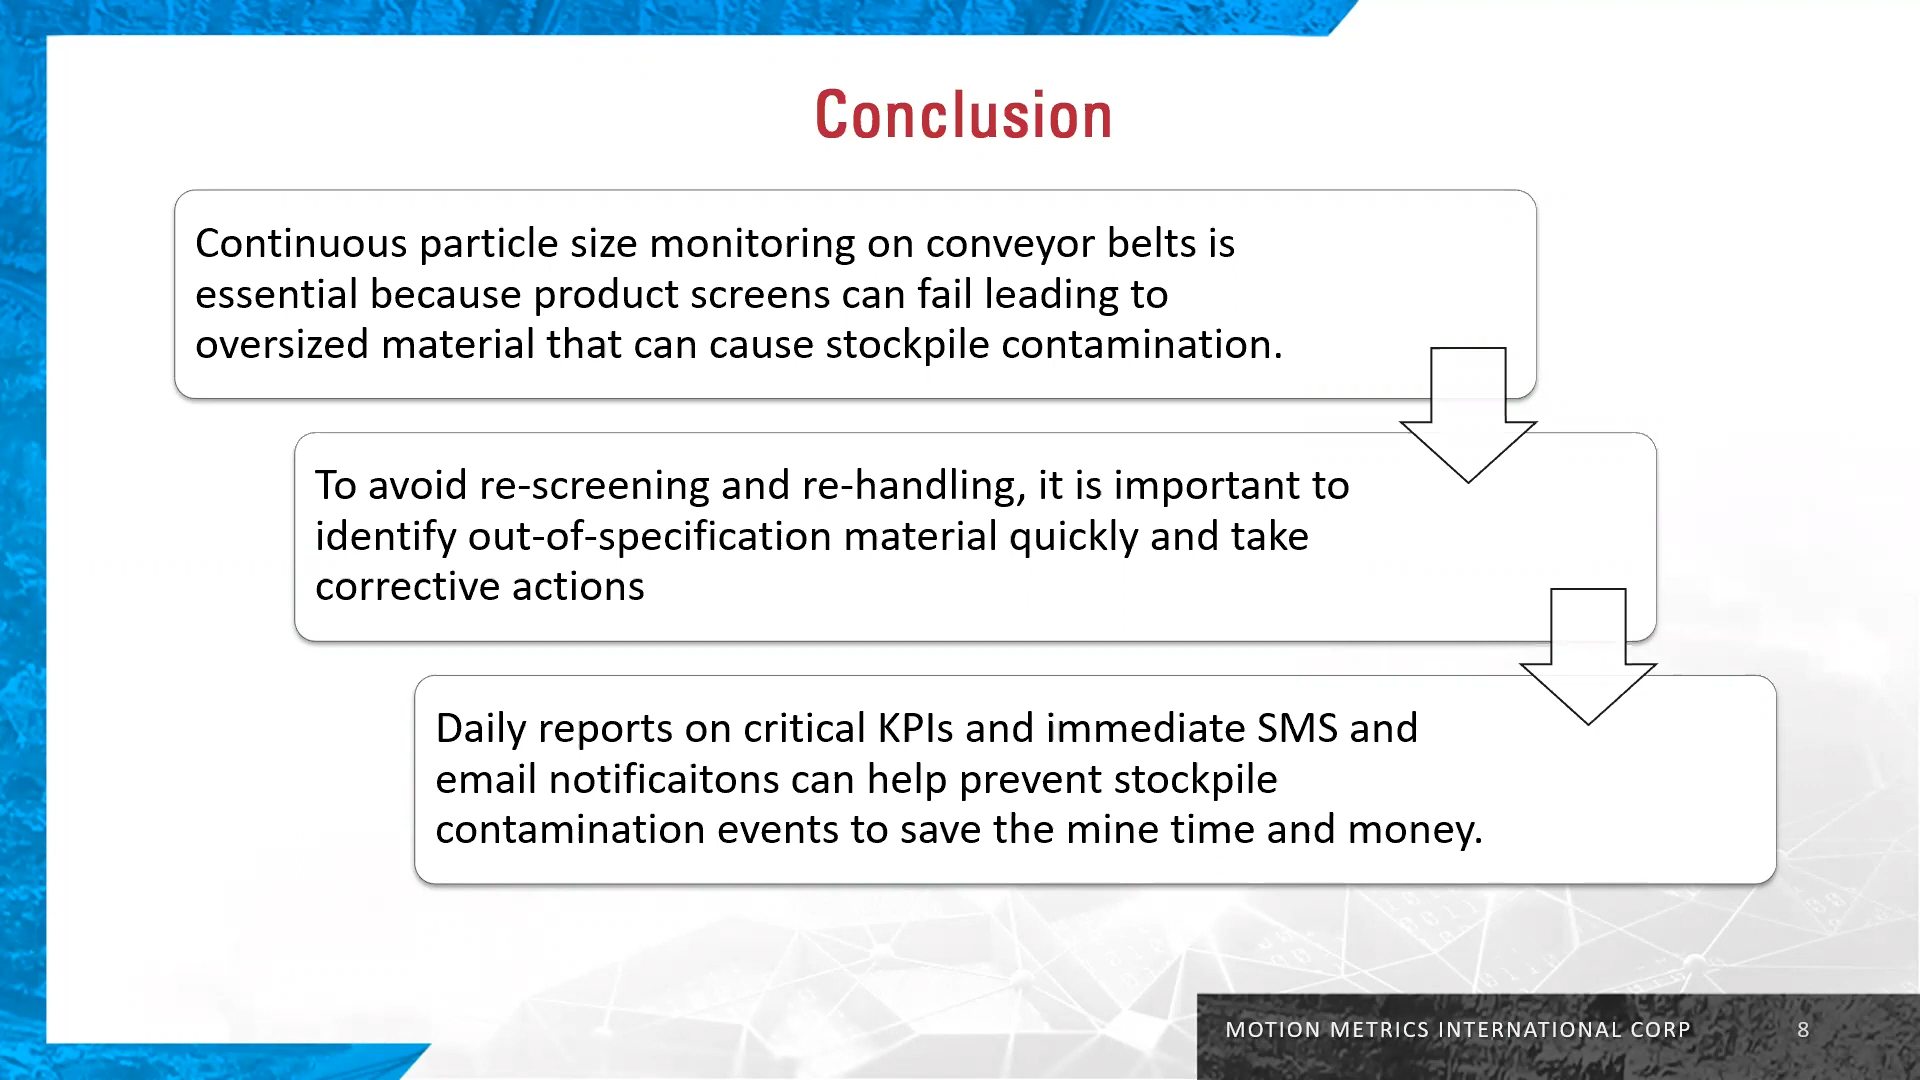 Conclusion
Continuous particle size monitoring on conveyor belts is
essential because product screens can fail leading to
oversized material that can cause stockpile contamination.
To avoid re-screening and re-handling, it is important to
identify out-of-specification material quickly and take
corrective actions
Daily reports on critical KPIs and immediate SMS and
email notificaitons can help prevent stockpile
contamination events to save the mine time and money.
MOTION METRICS INTERNATIONAL CORP 8